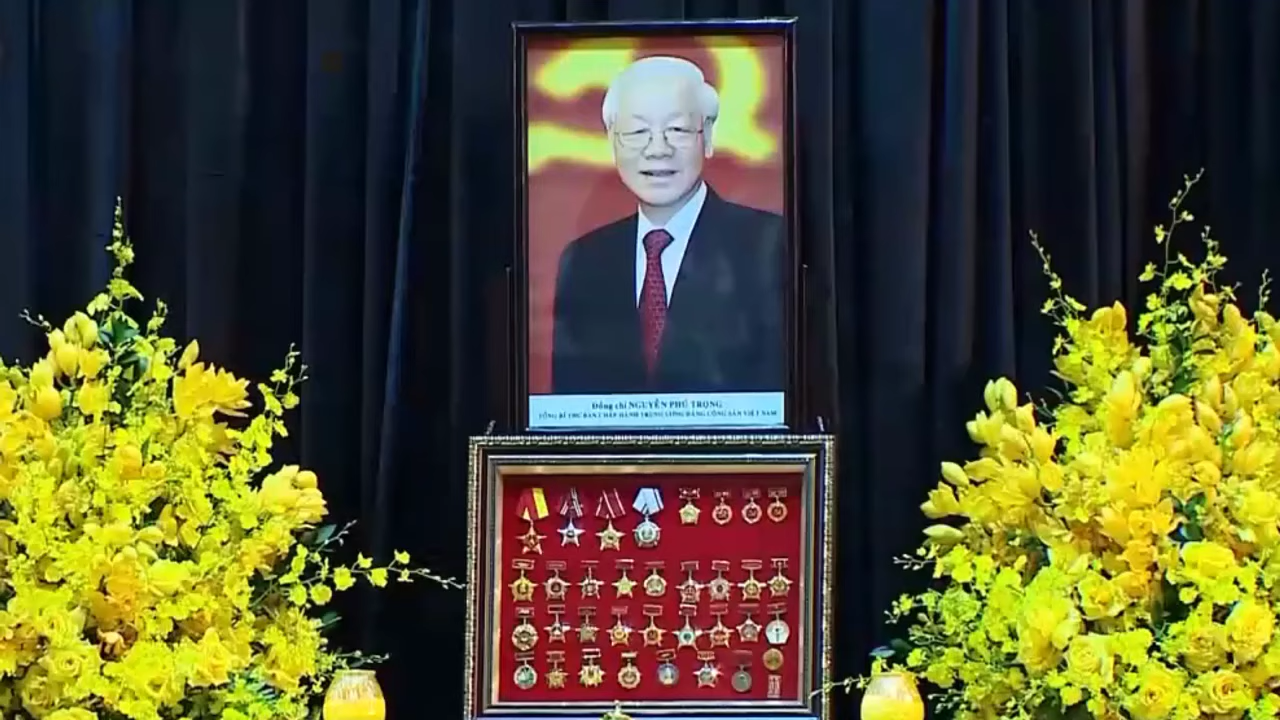 Đồng chí NGUYỄN PHÚ TRỌNG
TỔNG BÍ THƯ BAN CHẤP HÀNH TRUNG ƯƠNG ĐẢNG CỘNG SẢN VIỆT NAM